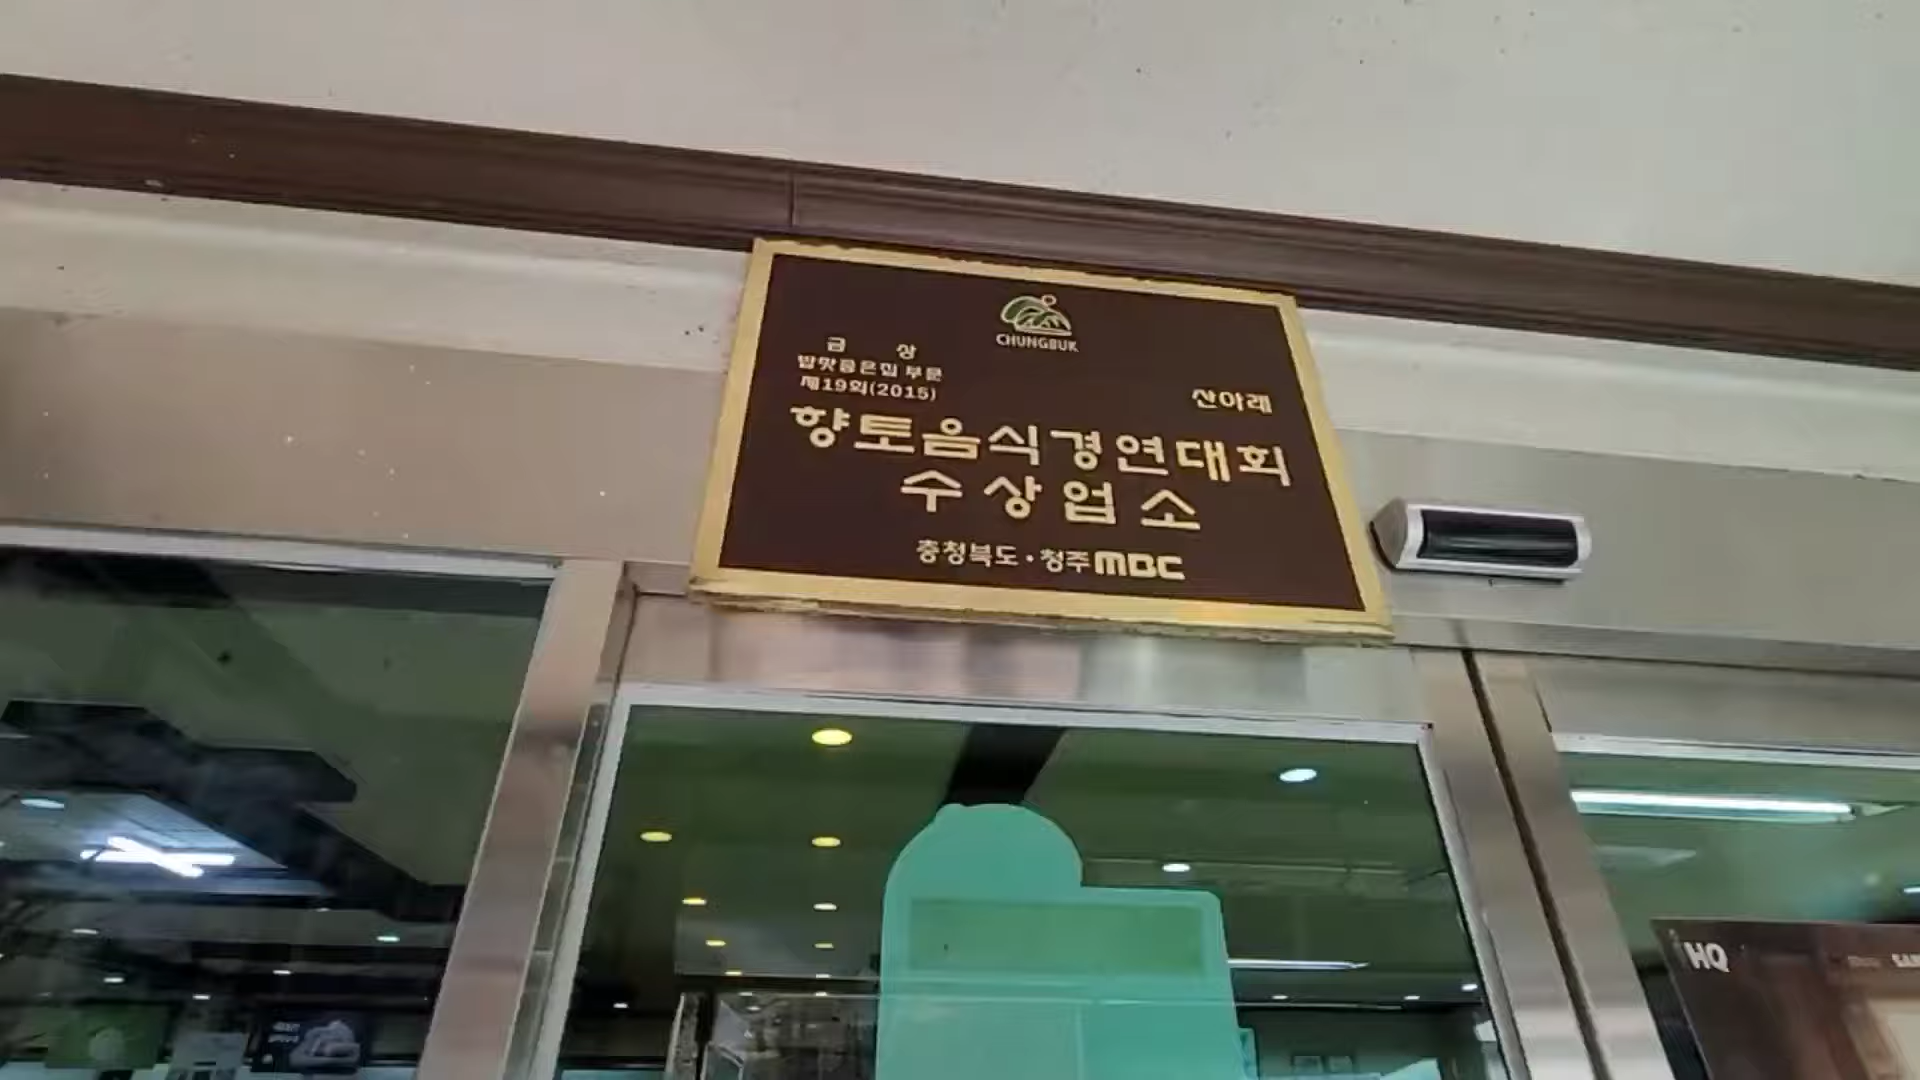 CHUNGBUK
금 상
밥맛좋은집 부문
제19회(2015)
산아래
향토음식경연대회
수상업소
충청북도·청주MBC
HQ